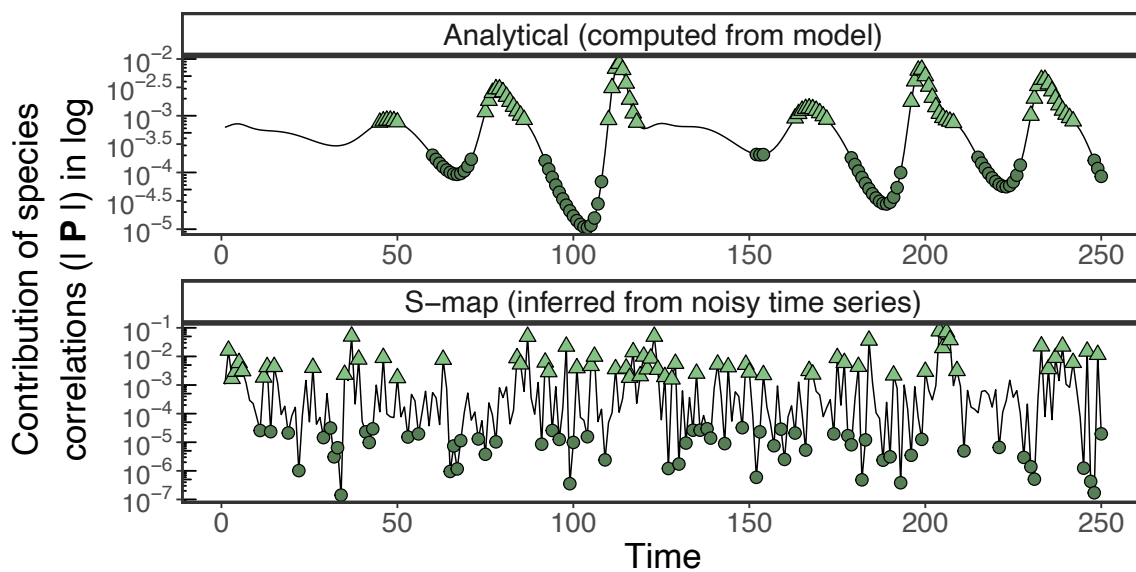 Analytical (computed from model)
10−2
10−2.5
10−3
10−3.5
10−4
10−4.5
10−5
0 50 100 150 200 250
Contribution of species
correlations (| P |) in log
S−map (inferred from noisy time series)
10−1
10−2
10−3
10−4
10−5
10−6
10−7
0 50 100 150 200 250
Time